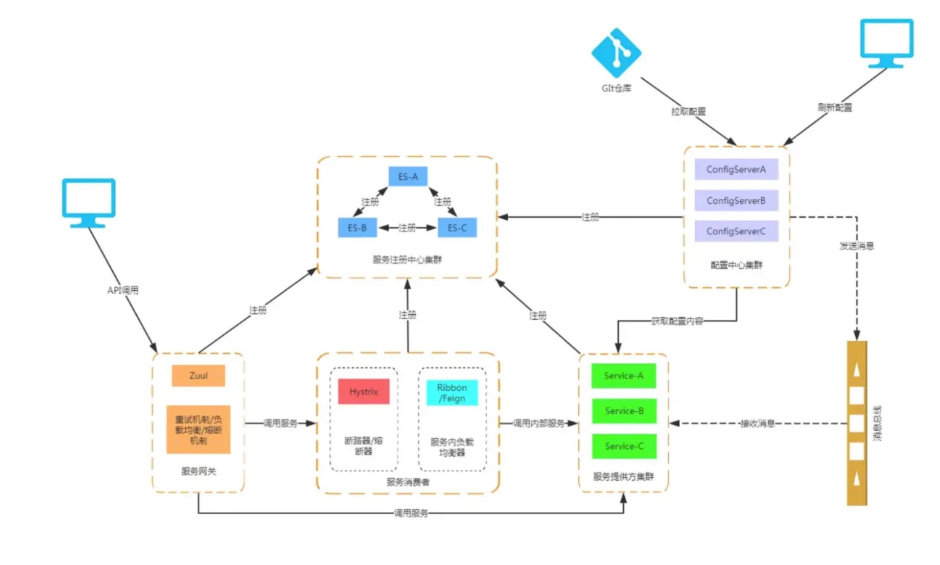 GIt仓库
拉取配置
刷新配置
ConfigServerA
ConfigServerB
ConfigServerC
配置中心集群
ES-A
注册
注册
ES-B
注册
ES-C
服务注册中心集群
注册
发送消息
API调用
注册
注册
注册
获取配置内容
Zuul
重试机制/负
载均衡/熔断
机制
服务网关
调用服务
Hystrix
断路器/熔
断器
Ribbon
/Feign
服务内负载
均衡器
服务消费者
调用内部服务
Service-A
Service-B
Service-C
服务提供方集群
接收消息
消息总线
调用服务